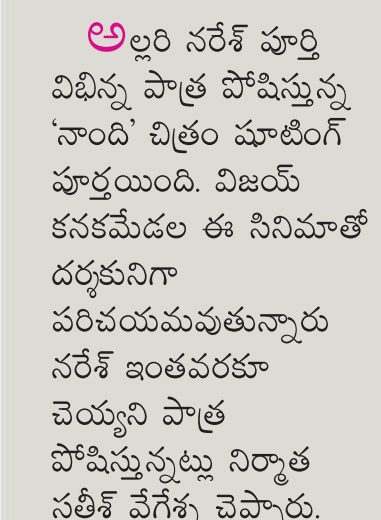 అల్లరి నరేశ్ పూర్తి
విభిన్న పాత్ర పోషిస్తున్న
‘నాంది’ చిత్రం షూటింగ్
పూర్తయింది. విజయ్
కనకమేడల ఈ సినిమాతో
దర్శకునిగా
పరిచయమవుతున్నారు
నరేశ్ ఇంతవరకూ
చెయ్యని పాత్ర
పోషిస్తున్నట్లు నిర్మాత
సతీశ్ వేగేశ్న చెప్పారు.